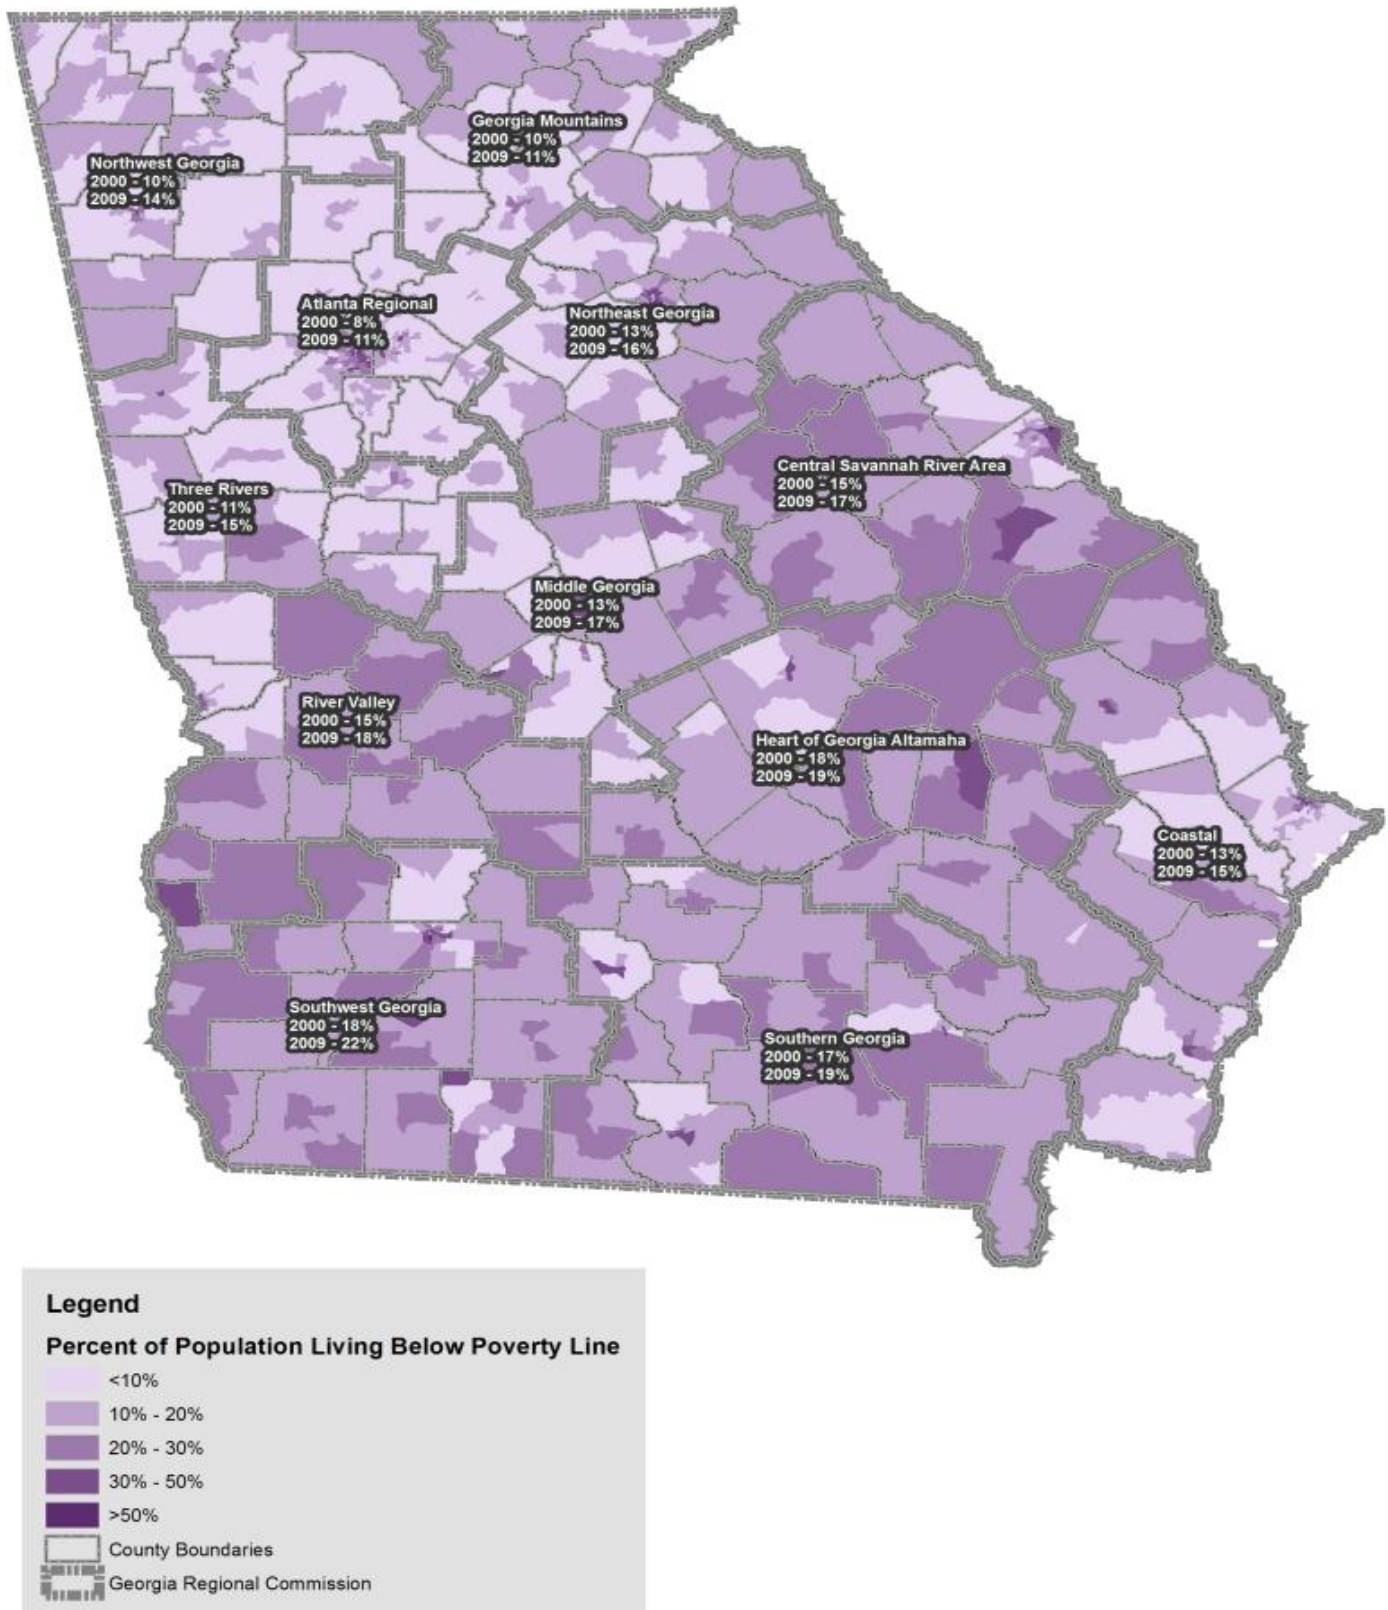 Georgia Mountains
2000 - 10%
2009 - 11%
Northwest Georgia
2000 - 10%
2009 - 14%
Atlanta Regional
2000 - 8%
2009 - 11%
Northeast Georgia
2000 - 13%
2009 - 16%
Central Savannah River Area
2000 - 15%
2009 - 17%
Three Rivers
2000 - 11%
2009 - 15%
Middle Georgia
2000 - 13%
2009 - 17%
River Valley
2000 - 15%
2009 - 18%
Heart of Georgia Altamaha
2000 - 18%
2009 - 19%
Coastal
2000 - 13%
2009 - 15%
Southwest Georgia
2000 - 18%
2009 - 22%
Southern Georgia
2000 - 17%
2009 - 19%
Legend
Percent of Population Living Below Poverty Line
<10%
10% - 20%
20% - 30%
30% - 50%
>50%
County Boundaries
Georgia Regional Commission